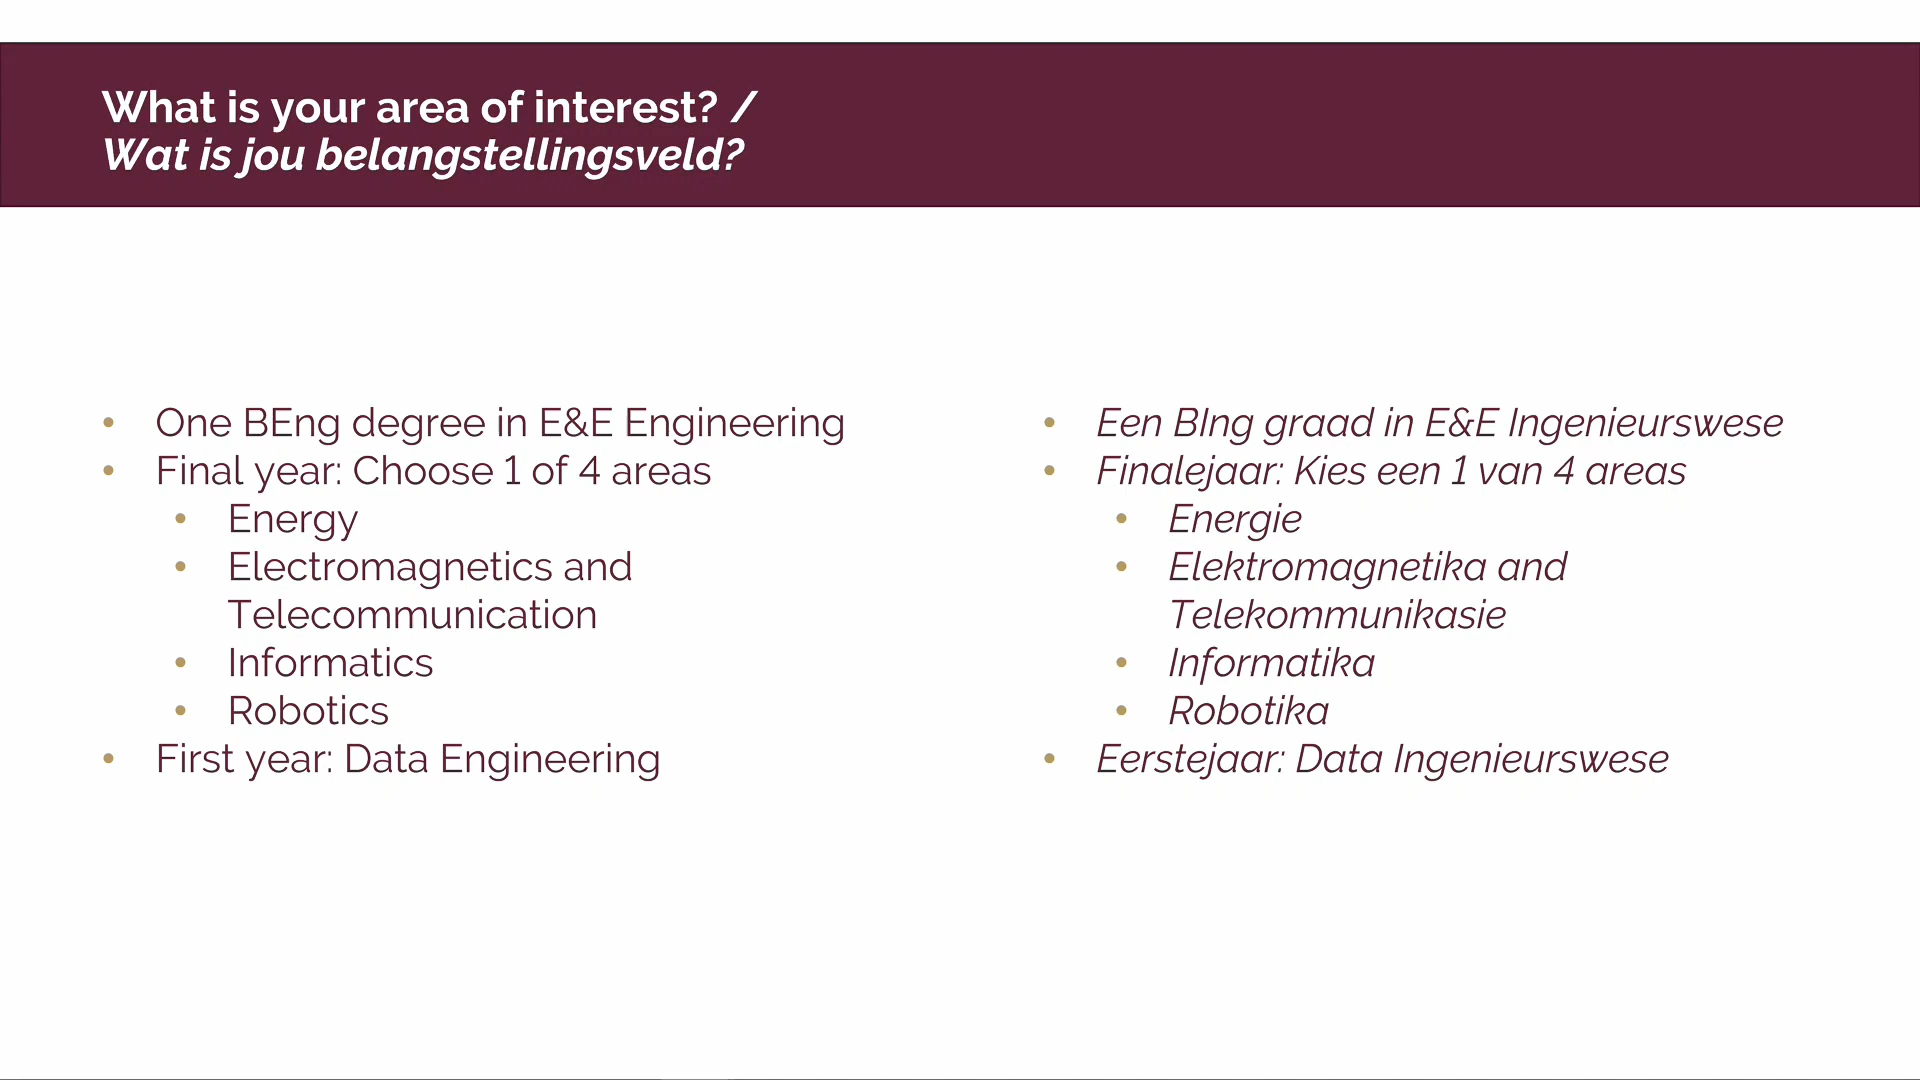 What is your area of interest? /
Wat is jou belangstellingsveld?
One BEng degree in E&E Engineering
Final year: Choose 1 of 4 areas
Energy
Electromagnetics and
Telecommunication
Informatics
Robotics
First year: Data Engineering
Een BIng graad in E&E Ingenieurswese
Finalejaar: Kies een 1 van 4 areas
Energie
Elektromagnetika and
Telekommunikasie
Informatika
Robotika
Eerstejaar: Data Ingenieurswese